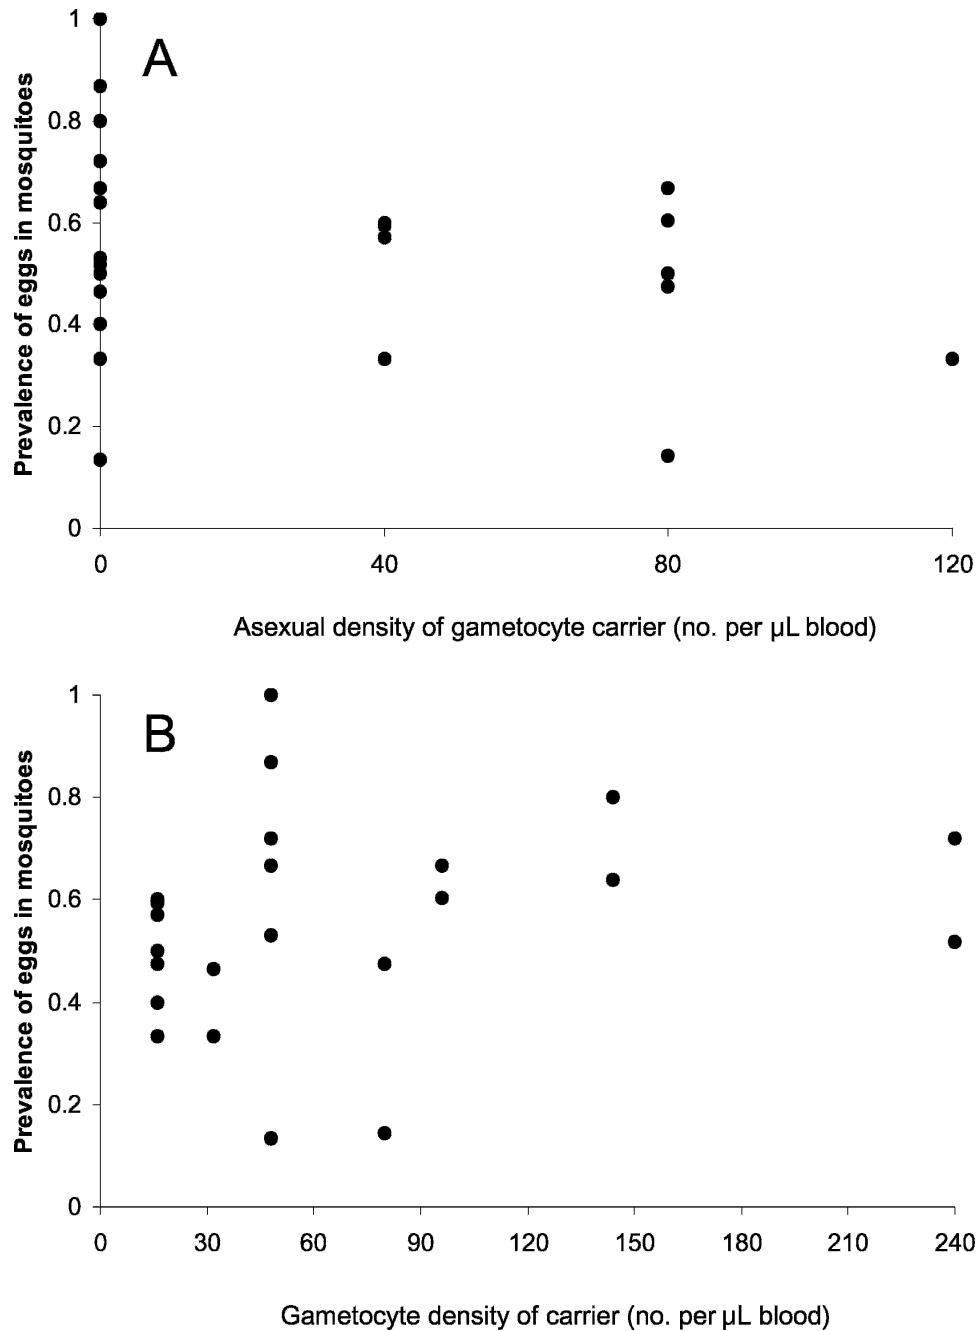 1
A
0.8
0.6
0.4
0.2
0
Prevalence of eggs in mosquitoes
0 40 80 120
Asexual density of gametocyte carrier (no. per µL blood)
1
B
0.8
0.6
0.4
0.2
0
Prevalence of eggs in mosquitoes
0 30 60 90 120 150 180 210 240
Gametocyte density of carrier (no. per µL blood)